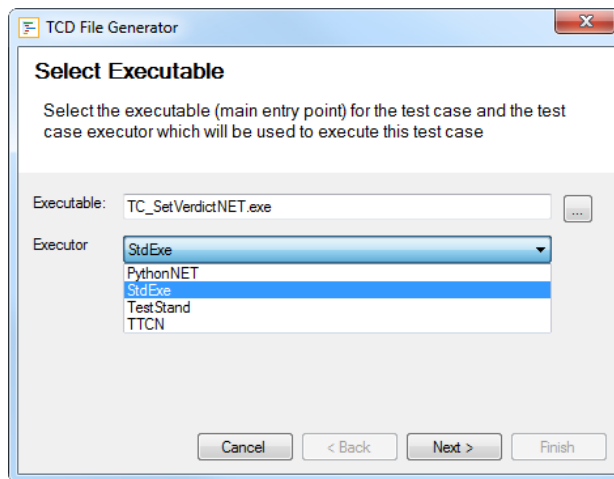 TCD File Generator
Select Executable
Select the executable (main entry point) for the test case and the test
case executor which will be used to execute this test case
Executable: TC_SetVerdictNET.exe ...
Executor StdExe
PythonNET
StdExe
TestStand
TTCN
Cancel < Back Next > Finish